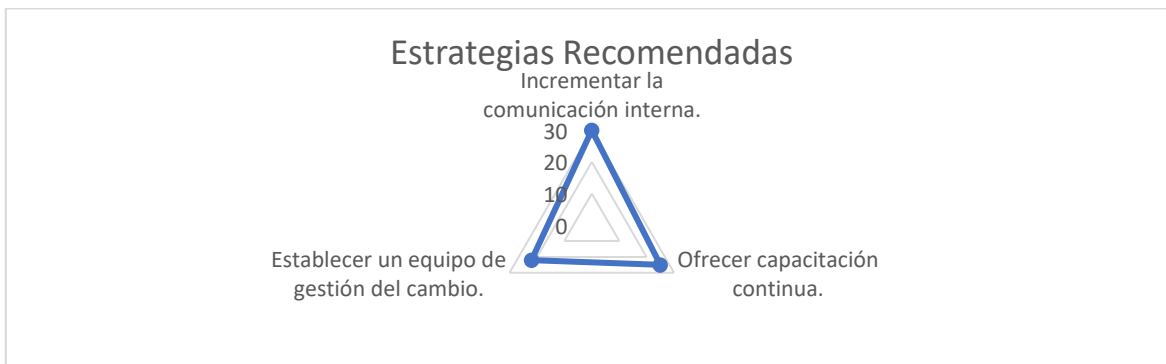 Estrategias Recomendadas
Incrementar la
comunicación interna.
30
20
10
0
Establecer un equipo de
gestión del cambio.
Ofrecer capacitación
continua.